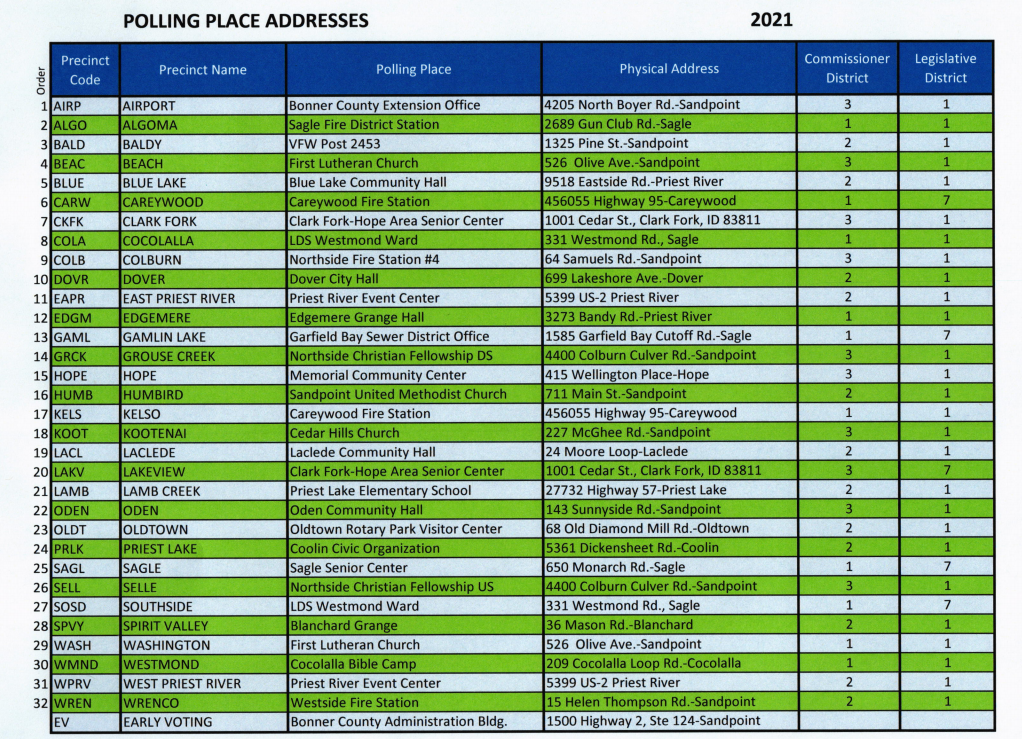 POLLING PLACE ADDRESSES 2021
Order Precinct Code Precinct Name Polling Place Physical Address Commissioner District Legislative District
1 AIRP AIRPORT Bonner County Extension Office 4205 North Boyer Rd.-Sandpoint 3 1
2 ALGO ALGOMA Sagle Fire District Station 2689 Gun Club Rd.-Sagle 1 1
3 BALD BALDY VFW Post 2453 1325 Pine St.-Sandpoint 2 1
4 BEAC BEACH First Lutheran Church 526 Olive Ave.-Sandpoint 3 1
5 BLUE BLUE LAKE Blue Lake Community Hall 9518 Eastside Rd.-Priest River 2 1
6 CARW CAREYWOOD Careywood Fire Station 456055 Highway 95-Careywood 1 7
7 CKFK CLARK FORK Clark Fork-Hope Area Senior Center 1001 Cedar St., Clark Fork, ID 83811 3 1
8 COLA COCOLALLA LDS Westmond Ward 331 Westmond Rd., Sagle 1 1
9 COLB COLBURN Northside Fire Station #4 64 Samuels Rd.-Sandpoint 3 1
10 DOVR DOVER Dover City Hall 699 Lakeshore Ave.-Dover 2 1
11 EAPR EAST PRIEST RIVER Priest River Event Center 5399 US-2 Priest River 2 1
12 EDGM EDGEMERE Edgemere Grange Hall 3273 Bandy Rd.-Priest River 1 1
13 GAML GAMLIN LAKE Garfield Bay Sewer District Office 1585 Garfield Bay Cutoff Rd.-Sagle 1 7
14 GRCK GROUSE CREEK Northside Christian Fellowship DS 4400 Colburn Culver Rd.-Sandpoint 3 1
15 HOPE HOPE Memorial Community Center 415 Wellington Place-Hope 3 1
16 HUMB HUMBIRD Sandpoint United Methodist Church 711 Main St.-Sandpoint 2 1
17 KELS KELSO Careywood Fire Station 456055 Highway 95-Careywood 1 1
18 KOOT KOOTENAI Cedar Hills Church 227 McGhee Rd.-Sandpoint 3 1
19 LACL LACLEDE Laclede Community Hall 24 Moore Loop-Laclede 2 1
20 LAKV LAKEVIEW Clark Fork-Hope Area Senior Center 1001 Cedar St., Clark Fork, ID 83811 3 7
21 LAMB LAMB CREEK Priest Lake Elementary School 27732 Highway 57-Priest Lake 2 1
22 ODEN ODEN Oden Community Hall 143 Sunnyside Rd.-Sandpoint 3 1
23 OLDT OLDTOWN Oldtown Rotary Park Visitor Center 68 Old Diamond Mill Rd.-Oldtown 2 1
24 PRLK PRIEST LAKE Coolin Civic Organization 5361 Dickensheet Rd.-Coolin 2 1
25 SAGL SAGLE Sagle Senior Center 650 Monarch Rd.-Sagle 1 7
26 SELL SELLE Northside Christian Fellowship US 4400 Colburn Culver Rd.-Sandpoint 3 1
27 SOSD SOUTHSIDE LDS Westmond Ward 331 Westmond Rd., Sagle 1 7
28 SPVY SPIRIT VALLEY Blanchard Grange 36 Mason Rd.-Blanchard 2 1
29 WASH WASHINGTON First Lutheran Church 526 Olive Ave.-Sandpoint 1 1
30 WMND WESTMOND Cocolalla Bible Camp 209 Cocolalla Loop Rd.-Cocolalla 1 1
31 WPRV WEST PRIEST RIVER Priest River Event Center 5399 US-2 Priest River 2 1
32 WREN WRENCO Westside Fire Station 15 Helen Thompson Rd.-Sandpoint 2 1
EV EARLY VOTING Bonner County Administration Bldg. 1500 Highway 2, Ste 124-Sandpoint